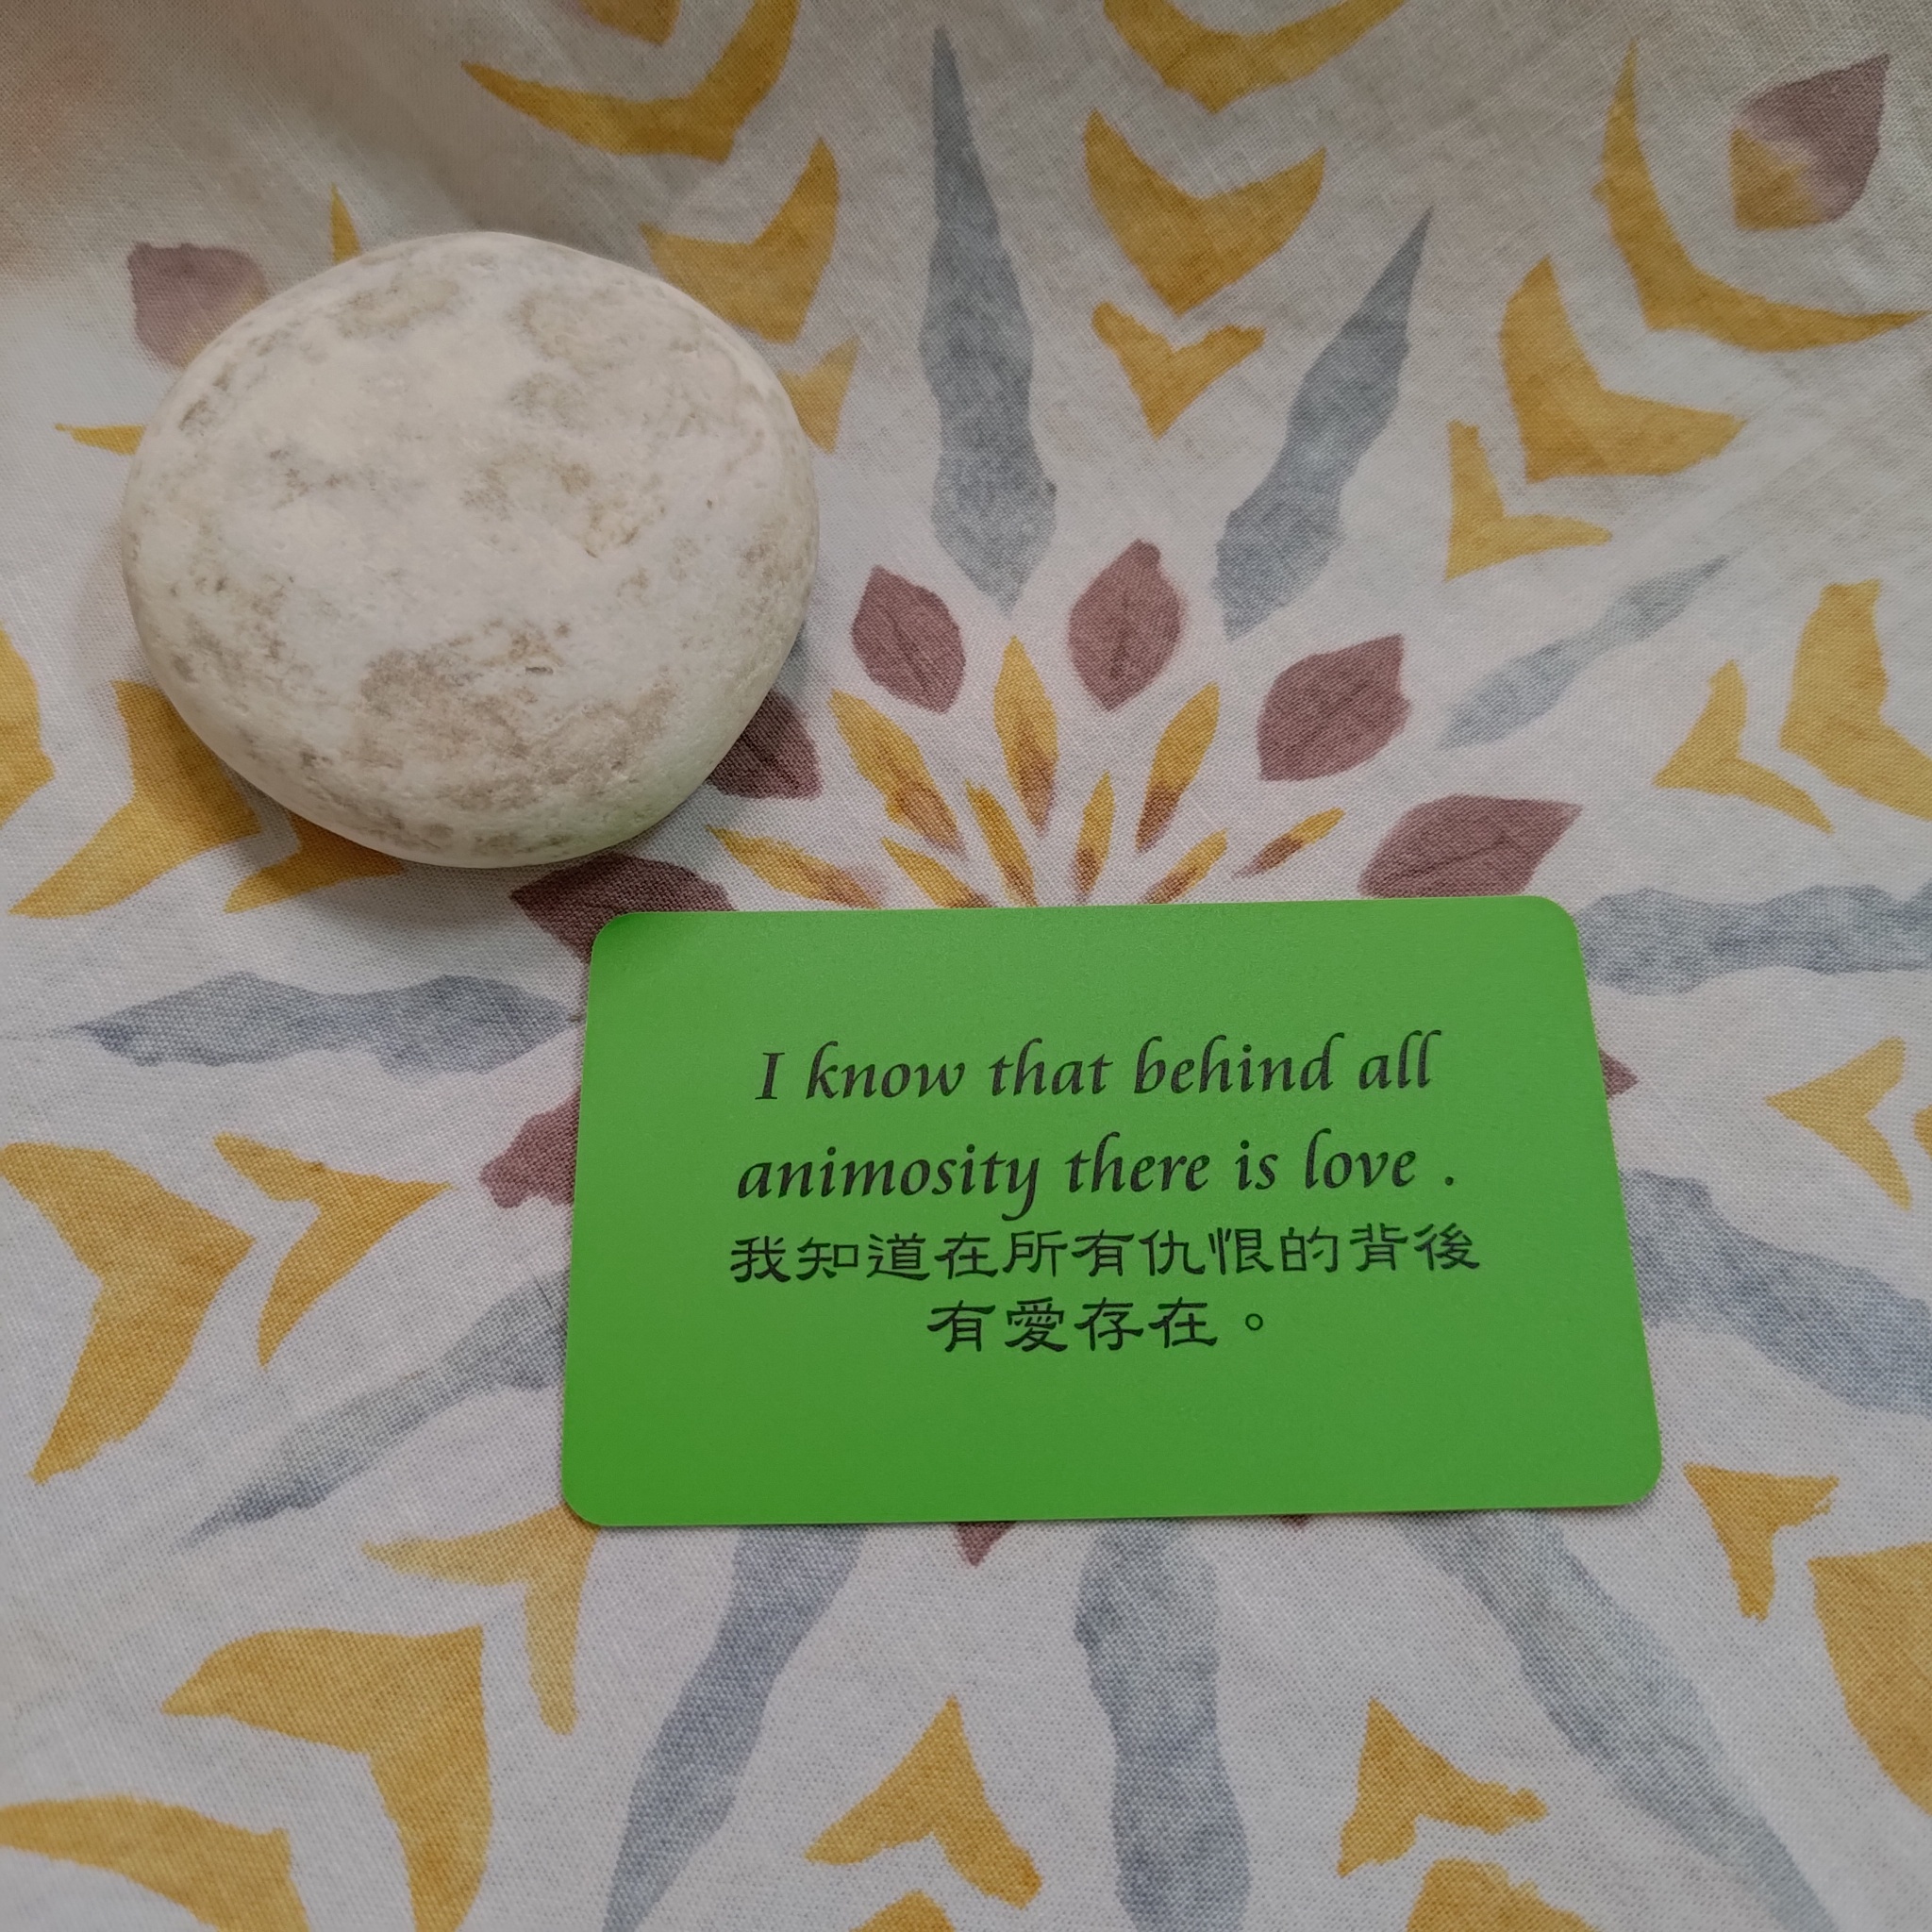 I know that behind all
animosity there is love .
我知道在所有仇恨的背後
有愛存在。